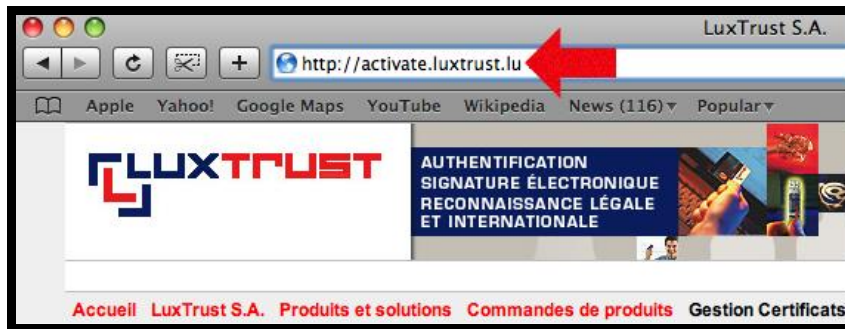 LuxTrust S.A.
http://activate.luxtrust.lu
Apple Yahoo! Google Maps YouTube Wikipedia News (116) Popular
LUXTRUST
AUTHENTIFICATION
SIGNATURE ÉLECTRONIQUE
RECONNAISSANCE LÉGALE
ET INTERNATIONALE
Accueil LuxTrust S.A. Produits et solutions Commandes de produits Gestion Certificats